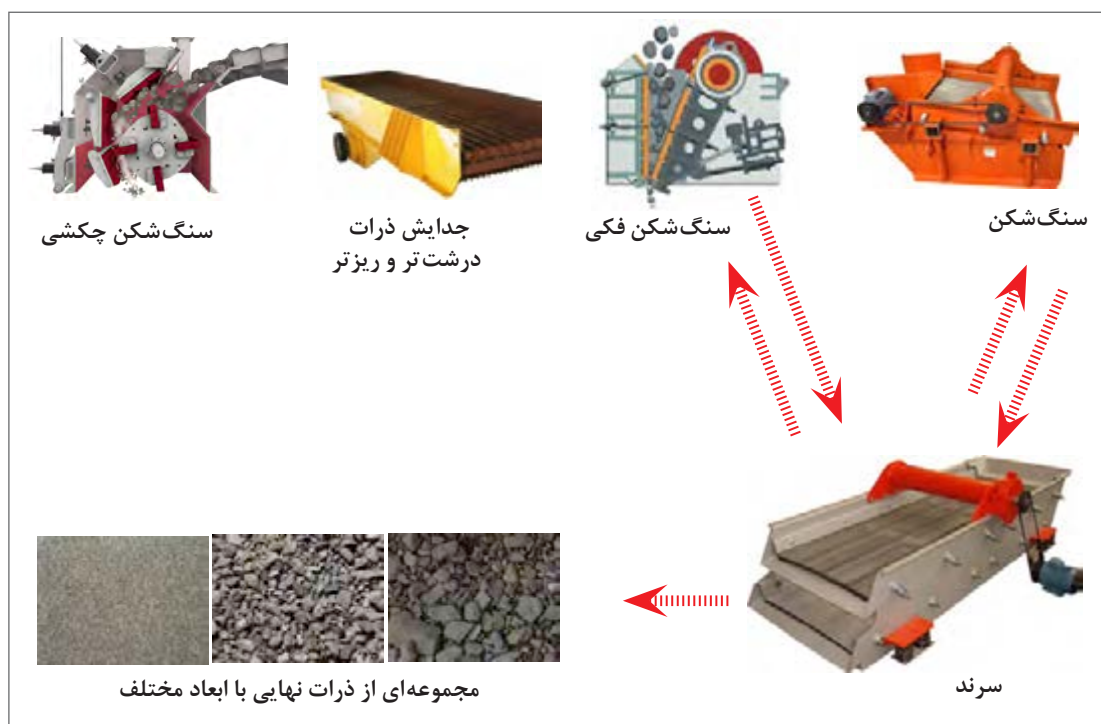 سنگ‌شکن
سنگ‌شکن فکی
جدایش ذرات
درشت‌تر و ریزتر
سنگ‌شکن چکشی
سرند
مجموعه‌ای از ذرات نهایی با ابعاد مختلف